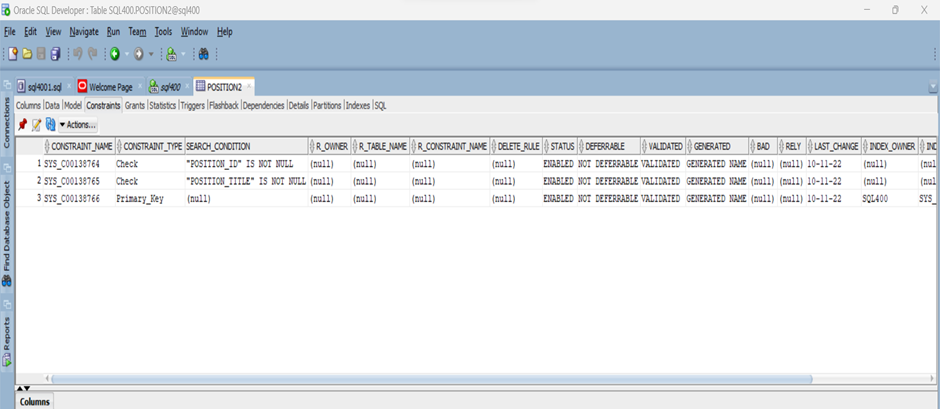 Oracle SQL Developer : Table SQL400.POSITION2@sql400
File Edit View Navigate Run Team Tools Window Help
sql4001.sql Welcome Page sql400 POSITION2
Columns Data Model Constraints Grants Statistics Triggers Flashback Dependencies Details Partitions Indexes SQL
Actions...
CONSTRAINT_NAME CONSTRAINT_TYPE SEARCH_CONDITION R_OWNER R_TABLE_NAME R_CONSTRAINT_NAME DELETE_RULE STATUS DEFERRABLE VALIDATED GENERATED BAD RELY LAST_CHANGE INDEX_OWNER IND
1 SYS_C00138764 Check "POSITION_ID" IS NOT NULL (null) (null) (null) (null) ENABLED NOT DEFERRABLE VALIDATED GENERATED NAME (null) (null) 10-11-22 (null) (nul
2 SYS_C00138765 Check "POSITION_TITLE" IS NOT NULL (null) (null) (null) (null) ENABLED NOT DEFERRABLE VALIDATED GENERATED NAME (null) (null) 10-11-22 (null) (nul
3 SYS_C00138766 Primary_Key (null) (null) (null) (null) (null) ENABLED NOT DEFERRABLE VALIDATED GENERATED NAME (null) (null) 10-11-22 SQL400 SYS_
Connections
Find Database Object
Reports
Columns